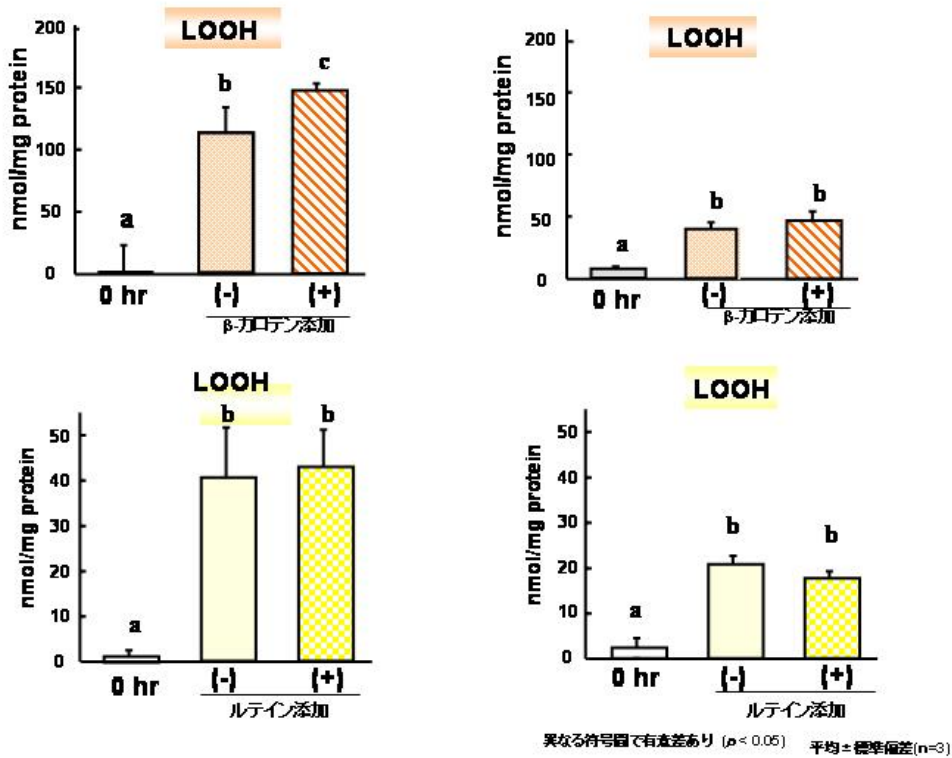 LOOH
nmol/mg protein
200
150
100
50
0
a
b
c
0 hr
(-)
(+)
β-カロテン添加
LOOH
nmol/mg protein
200
150
100
50
0
a
b
b
0 hr
(-)
(+)
β-カロテン添加
LOOH
nmol/mg protein
50
40
30
20
10
0
a
b
b
0 hr
(-)
(+)
ルテイン添加
LOOH
nmol/mg protein
50
40
30
20
10
0
a
b
b
0 hr
(-)
(+)
ルテイン添加
異なる符号間で有意差あり (p < 0.05)
平均±標準偏差(n=3)